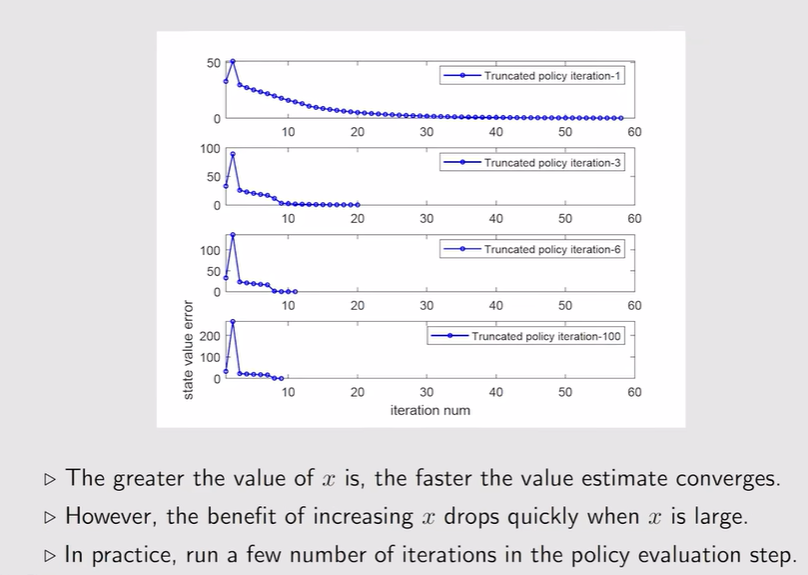 50
0
Truncated policy iteration-1
10 20 30 40 50 60
100
50
0
Truncated policy iteration-3
10 20 30 40 50 60
100
50
0
Truncated policy iteration-6
10 20 30 40 50 60
200
100
0
Truncated policy iteration-100
10 20 30 40 50 60
state value error
iteration num
▷ The greater the value of x is, the faster the value estimate converges.
▷ However, the benefit of increasing x drops quickly when x is large.
▷ In practice, run a few number of iterations in the policy evaluation step.